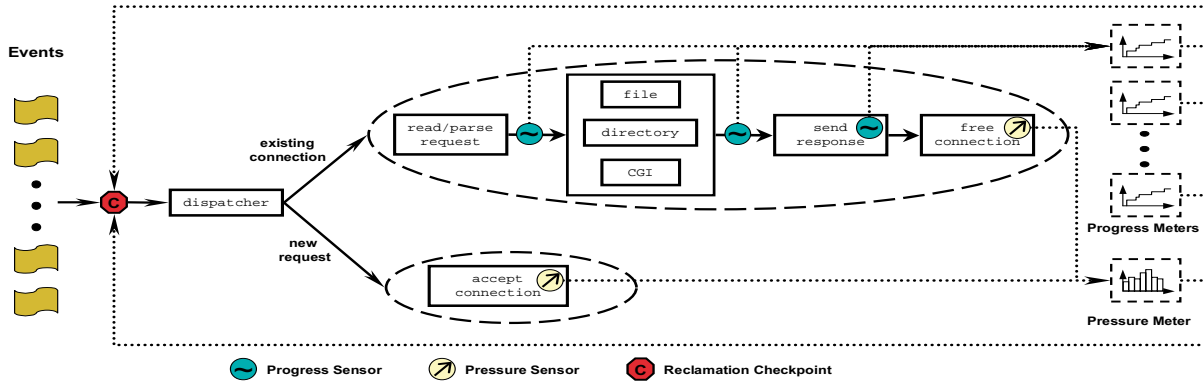 Events
file
read/parse
request
directory
send
response
free
connection
existing
connection
CGI
C
dispatcher
Progress Meters
new
request
accept
connection
Pressure Meter
Progress Sensor
Pressure Sensor
C
Reclamation Checkpoint